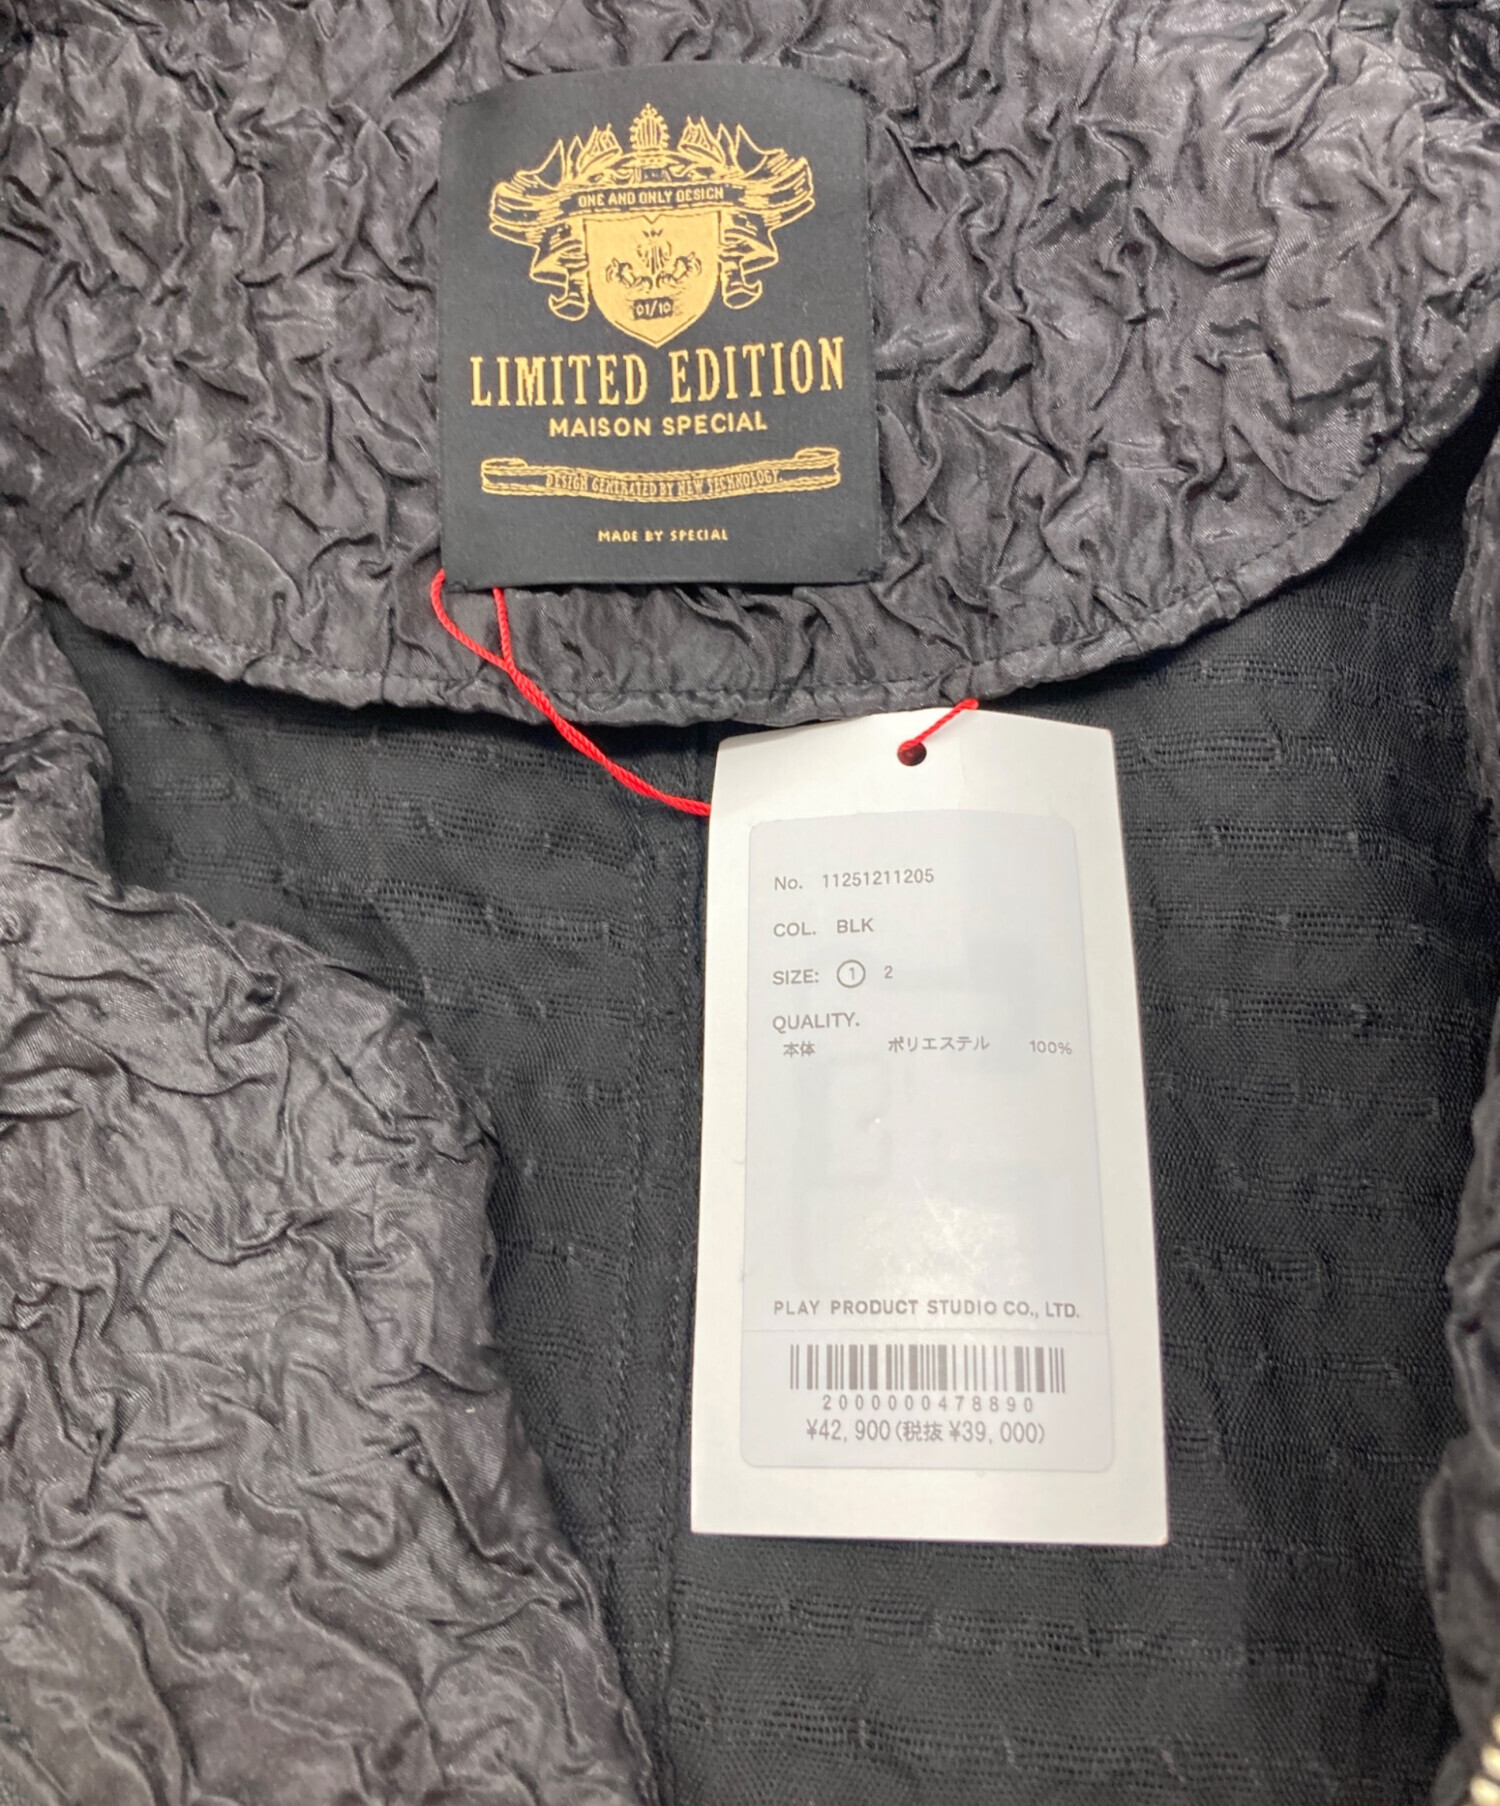 ONE AND ONLY DESIGN
01/10
LIMITED EDITION
MAISON SPECIAL
DESIGN GENERATED BY NEW TECHNOLOGY.
MADE BY SPECIAL
No. 11251211205
COL. BLK
SIZE: 1 2
QUALITY.
本体 ポリエステル 100%
PLAY PRODUCT STUDIO CO., LTD.
2000000478890
¥42,900(税抜 ¥39,000)